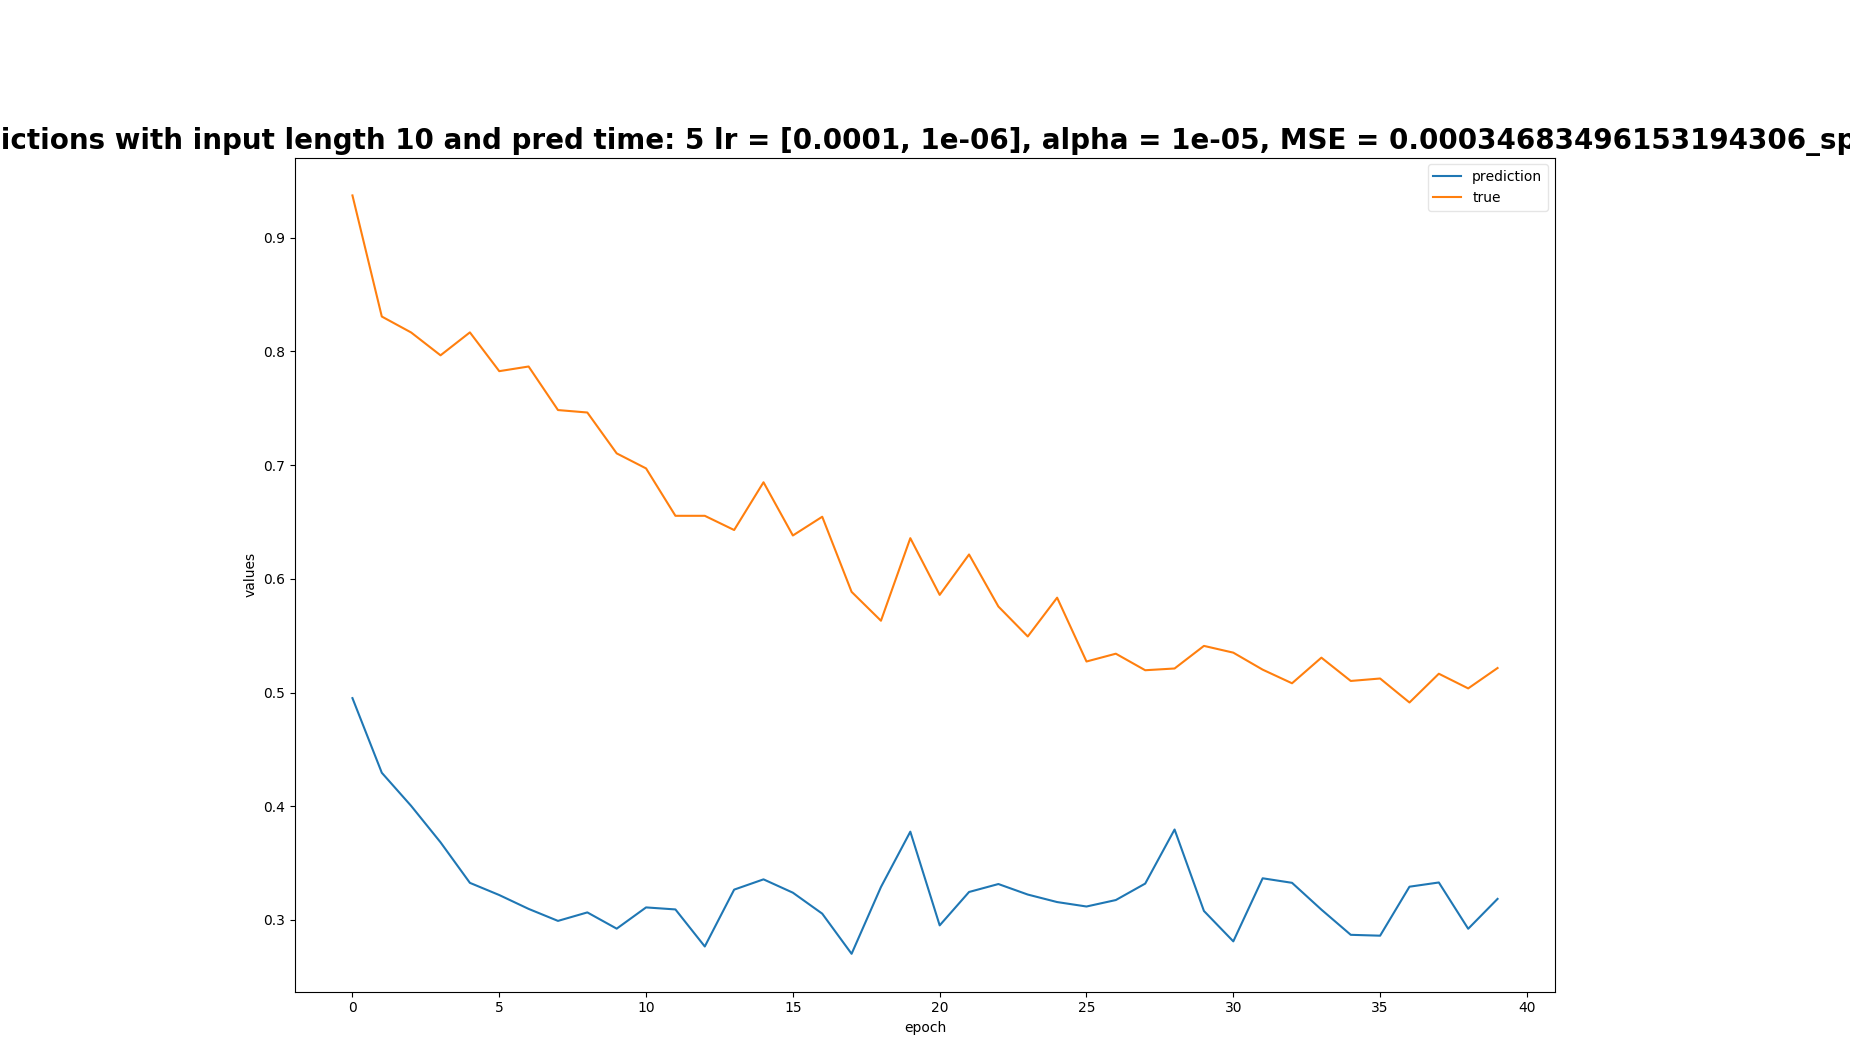 ictions with input length 10 and pred time: 5 lr = [0.0001, 1e-06], alpha = 1e-05, MSE = 0.00034683496153194306_sp
prediction
true
0.9
0.8
0.7
0.6
0.5
0.4
0.3
values
0 5 10 15 20 25 30 35 40
epoch